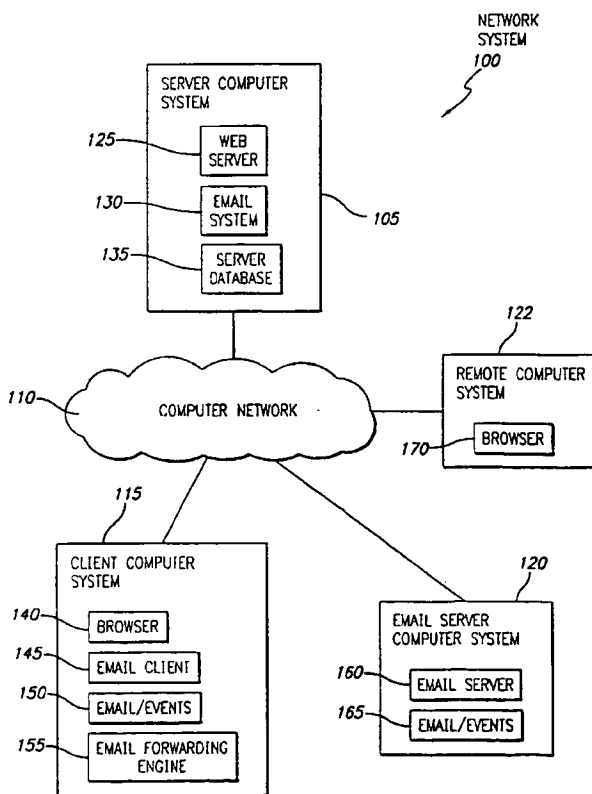 NETWORK
SYSTEM
100
SERVER COMPUTER
SYSTEM
125
WEB
SERVER
130
EMAIL
SYSTEM
105
135
SERVER
DATABASE
122
REMOTE COMPUTER
SYSTEM
110
COMPUTER NETWORK
170
BROWSER
115
CLIENT COMPUTER
SYSTEM
120
EMAIL SERVER
COMPUTER SYSTEM
140
BROWSER
145
EMAIL CLIENT
160
EMAIL SERVER
150
EMAIL/EVENTS
165
EMAIL/EVENTS
155
EMAIL FORWARDING
ENGINE